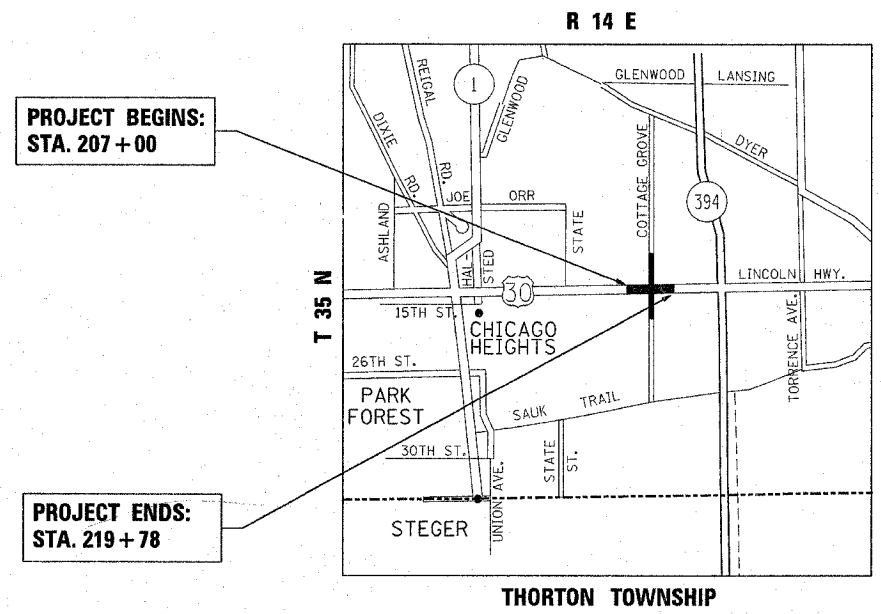 R 14 E
PROJECT BEGINS:
STA. 207 + 00
REIGAL
RD.
1
GLENWOOD
GLENWOOD LANSING
DIXIE
RD.
DYER
COTTAGE GROVE
394
JOE ORR
ASHLAND
STATE
HAL-
STED
LINCOLN HWY.
30
T 35 N
15TH ST.
CHICAGO
HEIGHTS
TORRENCE AVE.
26TH ST.
PARK
FOREST
SAUK TRAIL
30TH ST.
UNION AVE.
STATE
ST.
PROJECT ENDS:
STA. 219 + 78
STEGER
THORTON TOWNSHIP